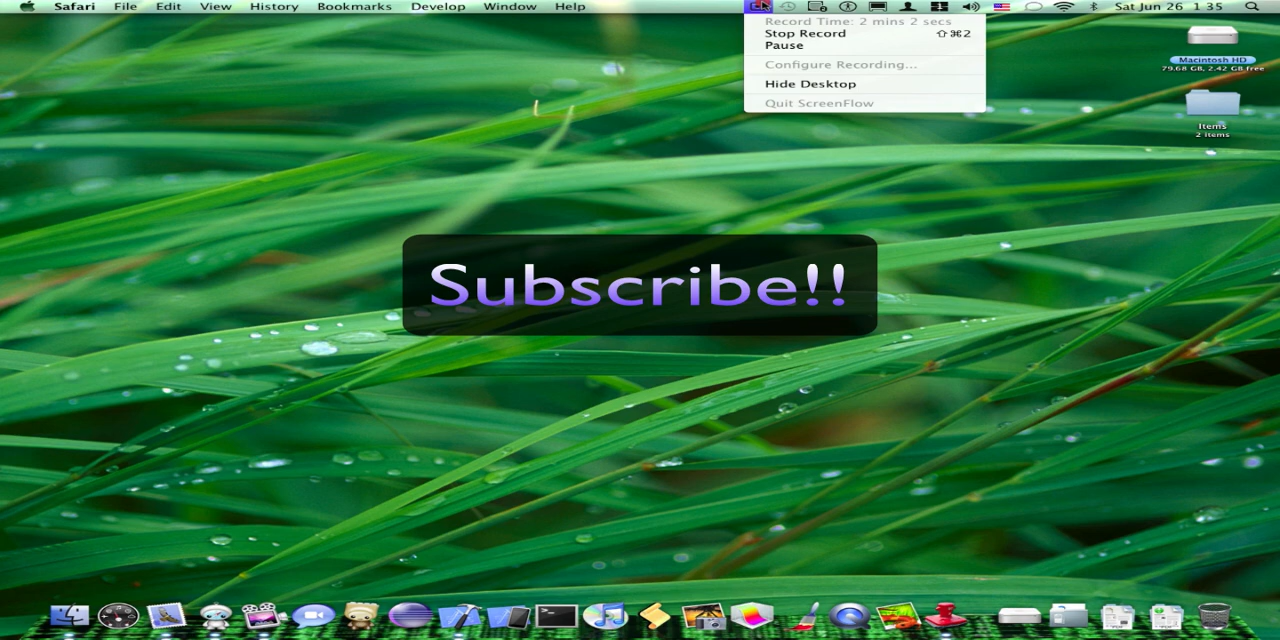 Safari File Edit View History Bookmarks Develop Window Help 1 Sat Jun 26 1 35
Record Time: 2 mins 2 secs
Stop Record ⇧⌘2
Pause
Configure Recording...
Hide Desktop
Quit ScreenFlow
Macintosh HD
79.68 GB, 2.42 GB free
Items
2 items
Subscribe!!